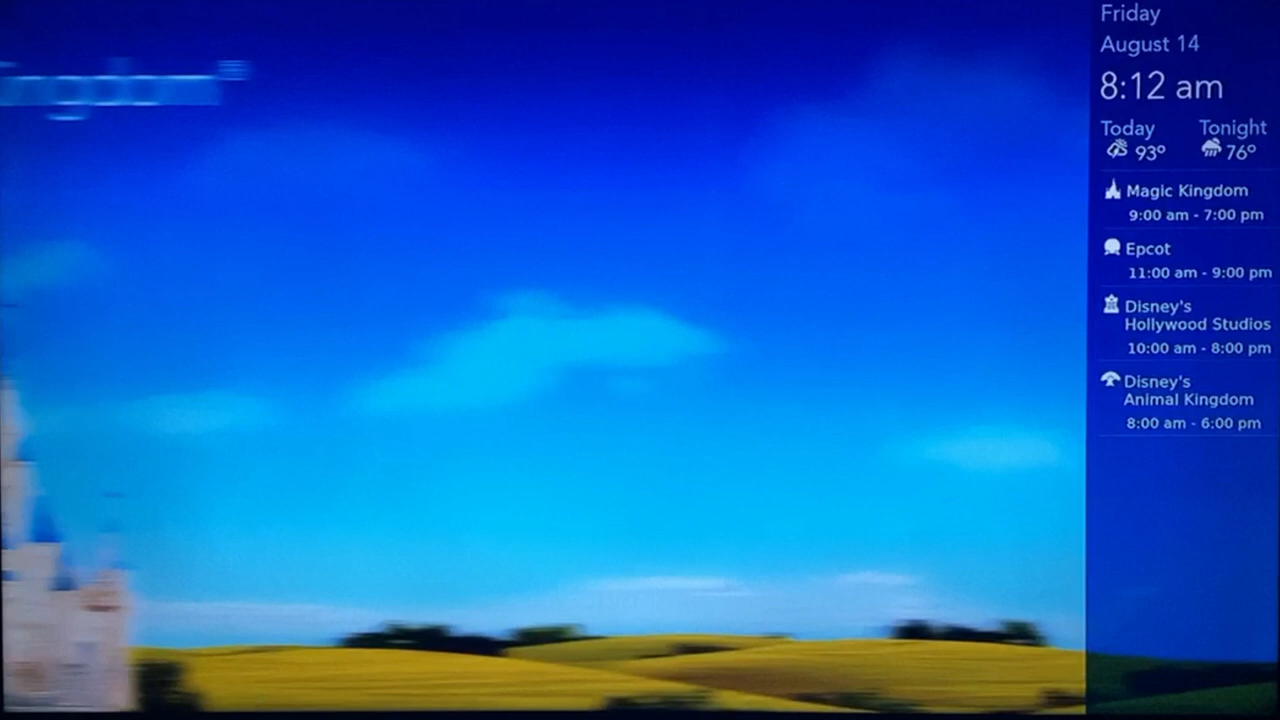 Friday
August 14
8:12 am
Today Tonight
93° 76°
Magic Kingdom
9:00 am - 7:00 pm
Epcot
11:00 am - 9:00 pm
Disney's
Hollywood Studios
10:00 am - 8:00 pm
Disney's
Animal Kingdom
8:00 am - 6:00 pm